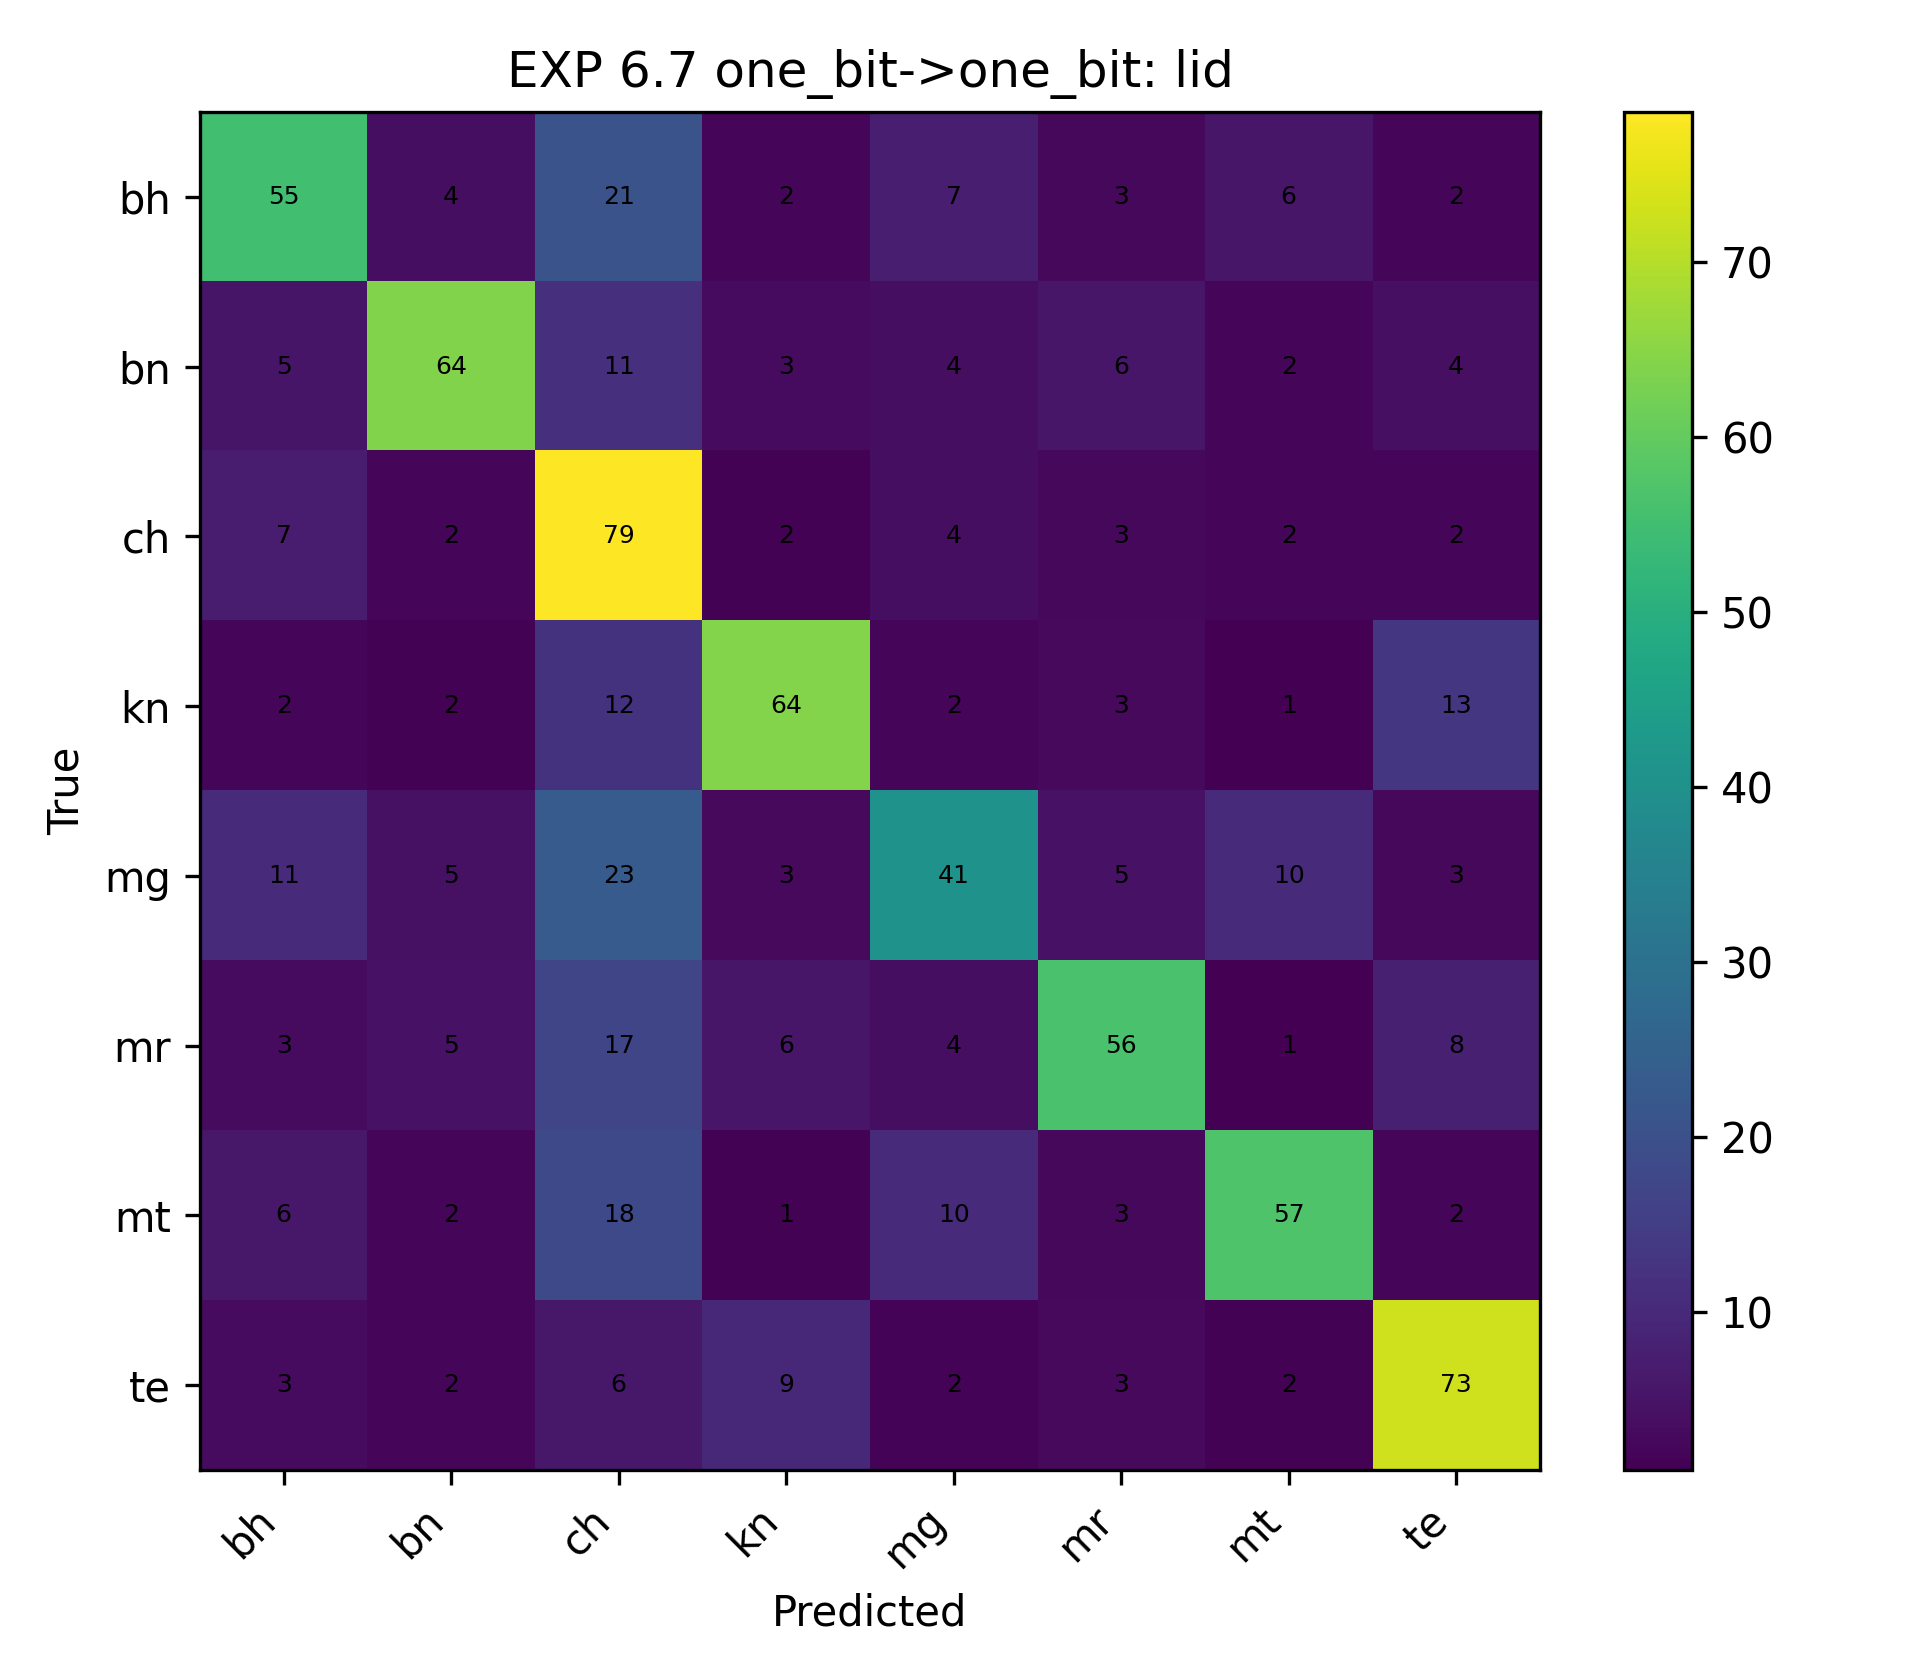 EXP 6.7 one_bit->one_bit: lid
bh 55 4 21 2 7 3 6 2
bn 5 64 11 3 4 6 2 4
ch 7 2 79 2 4 3 2 2
kn 2 2 12 64 2 3 1 13
mg 11 5 23 3 41 5 10 3
mr 3 5 17 6 4 56 1 8
mt 6 2 18 1 10 3 57 2
te 3 2 6 9 2 3 2 73
bh bn ch kn mg mr mt te
Predicted
True
70
60
50
40
30
20
10